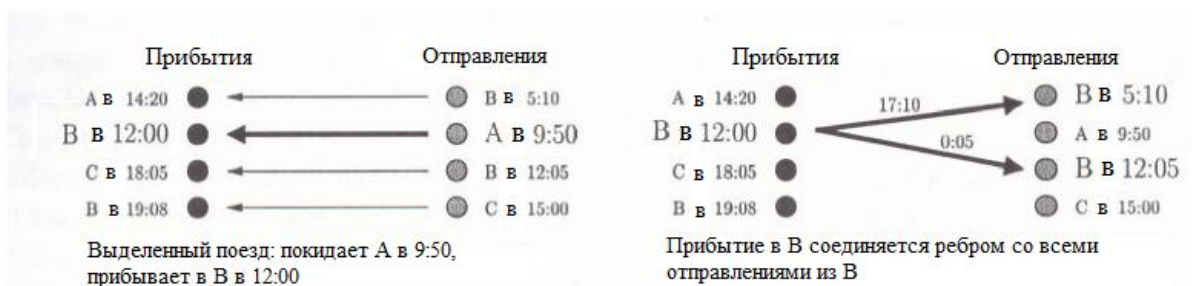 Прибытия
Отправления
А в 14:20
В в 5:10
В в 12:00
А в 9:50
С в 18:05
В в 12:05
В в 19:08
С в 15:00
Выделенный поезд: покидает А в 9:50,
прибывает в В в 12:00
Прибытия
Отправления
А в 14:20
17:10
В в 5:10
В в 12:00
0:05
А в 9:50
С в 18:05
В в 12:05
В в 19:08
С в 15:00
Прибытие в В соединяется ребром со всеми
отправлениями из В